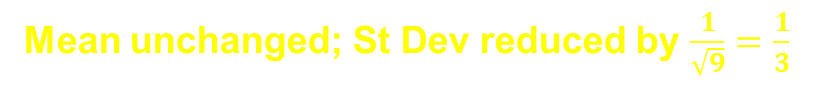 Mean unchanged; St Dev reduced by 1/√9 = 1/3